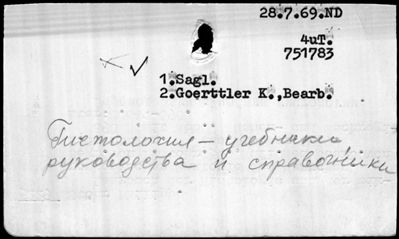 28.7.69.ND
4uT.
751783
1.Sagl.
2.Goerttler K.,Bearb.
Гистология – учебники,
руководства и справочники